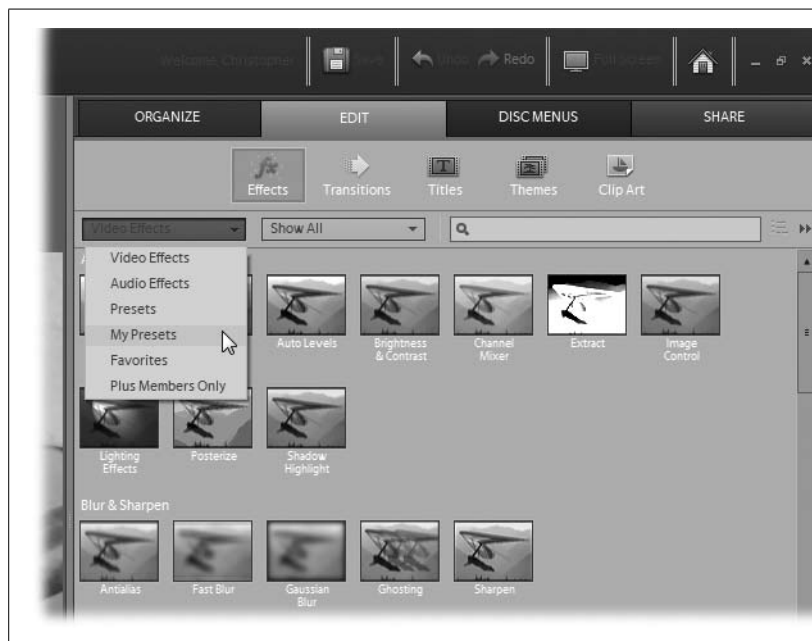 Welcome, Christopher Save Undo Redo Full Screen
ORGANIZE EDIT DISC MENUS SHARE
Effects Transitions Titles Themes Clip Art
Video Effects Show All
Video Effects
Audio Effects
Presets
My Presets
Favorites
Plus Members Only
Auto Levels Brightness & Contrast Channel Mixer Extract Image Control
Lighting Effects Posterize Shadow Highlight
Blur & Sharpen
Antialias Fast Blur Gaussian Blur Ghosting Sharpen